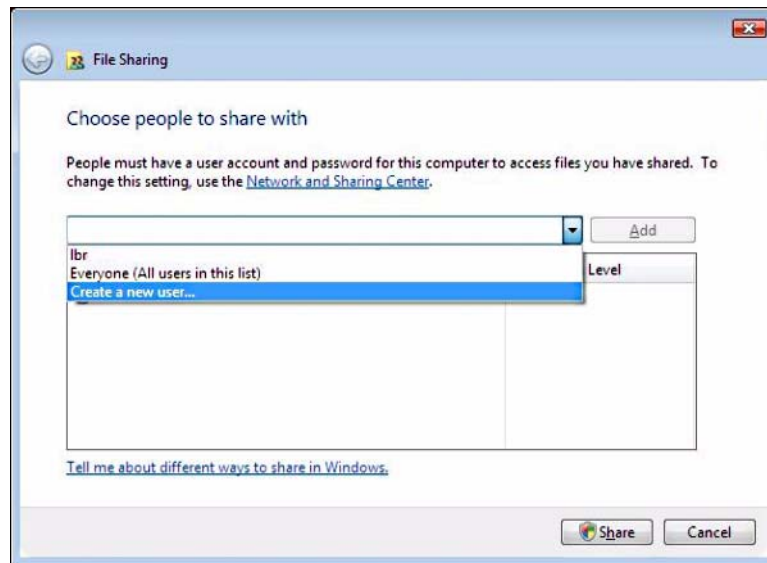 File Sharing
Choose people to share with
People must have a user account and password for this computer to access files you have shared. To
change this setting, use the Network and Sharing Center.
Add
lbr
Everyone (All users in this list)
Create a new user...
Level
Tell me about different ways to share in Windows.
Share
Cancel